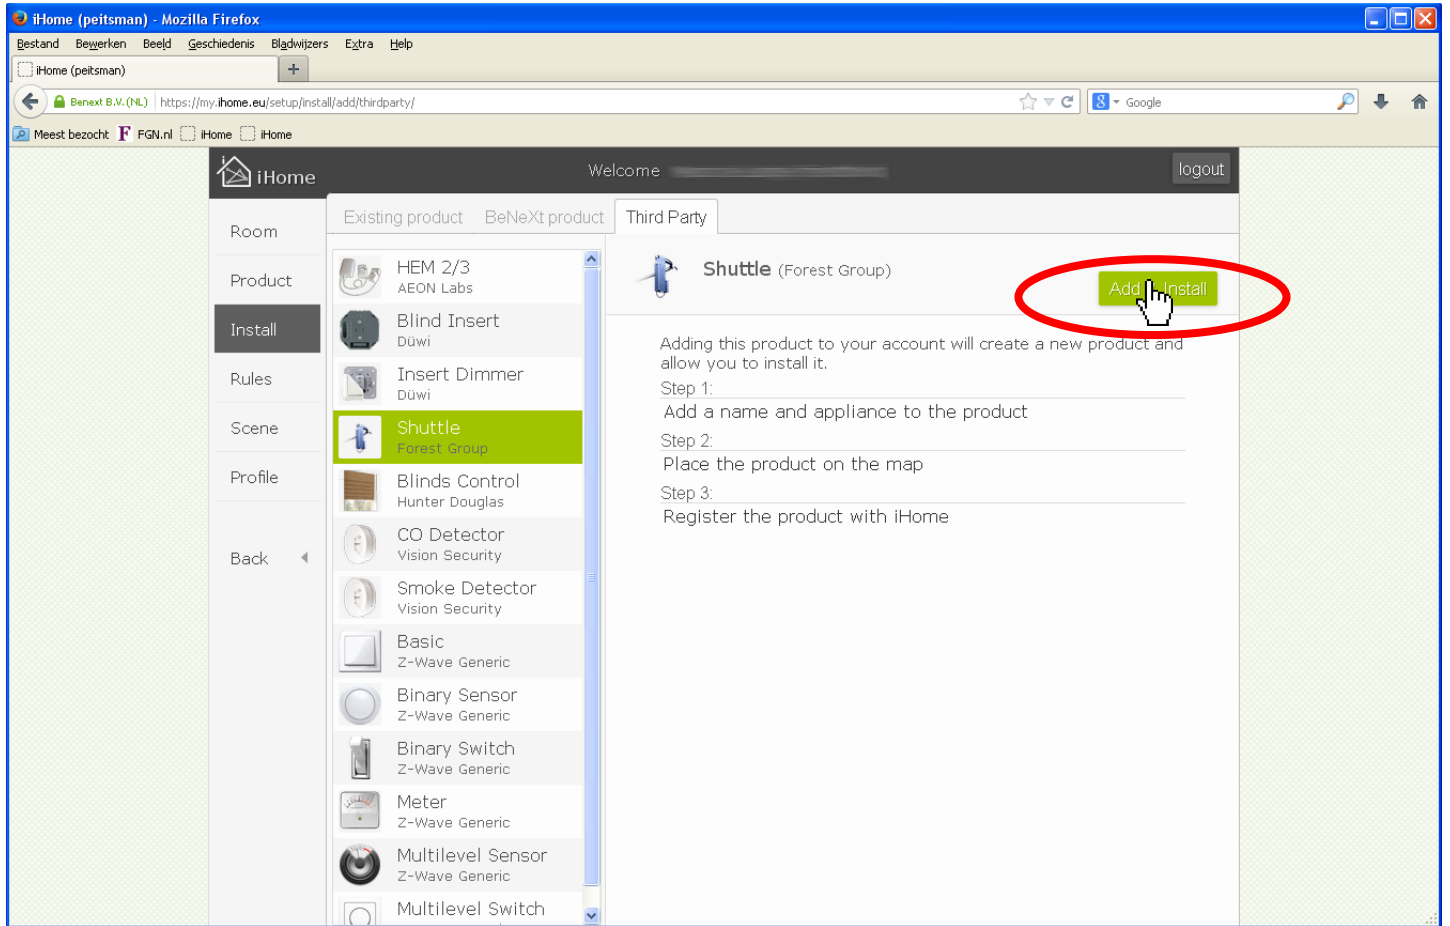 iHome (peitsman) - Mozilla Firefox
Bestand Bewerken Beeld Geschiedenis Bladwijzers Extra Help
iHome (peitsman) +
Benext B.V. (NL) https://my.ihome.eu/setup/install/add/thirdparty/ 8 Google
Meest bezocht F FGN.nl iHome iHome
iHome Welcome logout
Existing product BeNeXt product Third Party
Room
Product
Install
Rules
Scene
Profile
Back
HEM 2/3
AEON Labs
Blind Insert
Düwi
Insert Dimmer
Düwi
Shuttle
Forest Group
Blinds Control
Hunter Douglas
CO Detector
Vision Security
Smoke Detector
Vision Security
Basic
Z-Wave Generic
Binary Sensor
Z-Wave Generic
Binary Switch
Z-Wave Generic
Meter
Z-Wave Generic
Multilevel Sensor
Z-Wave Generic
Multilevel Switch
Shuttle (Forest Group)
Add Install
Adding this product to your account will create a new product and
allow you to install it.
Step 1:
Add a name and appliance to the product
Step 2:
Place the product on the map
Step 3:
Register the product with iHome